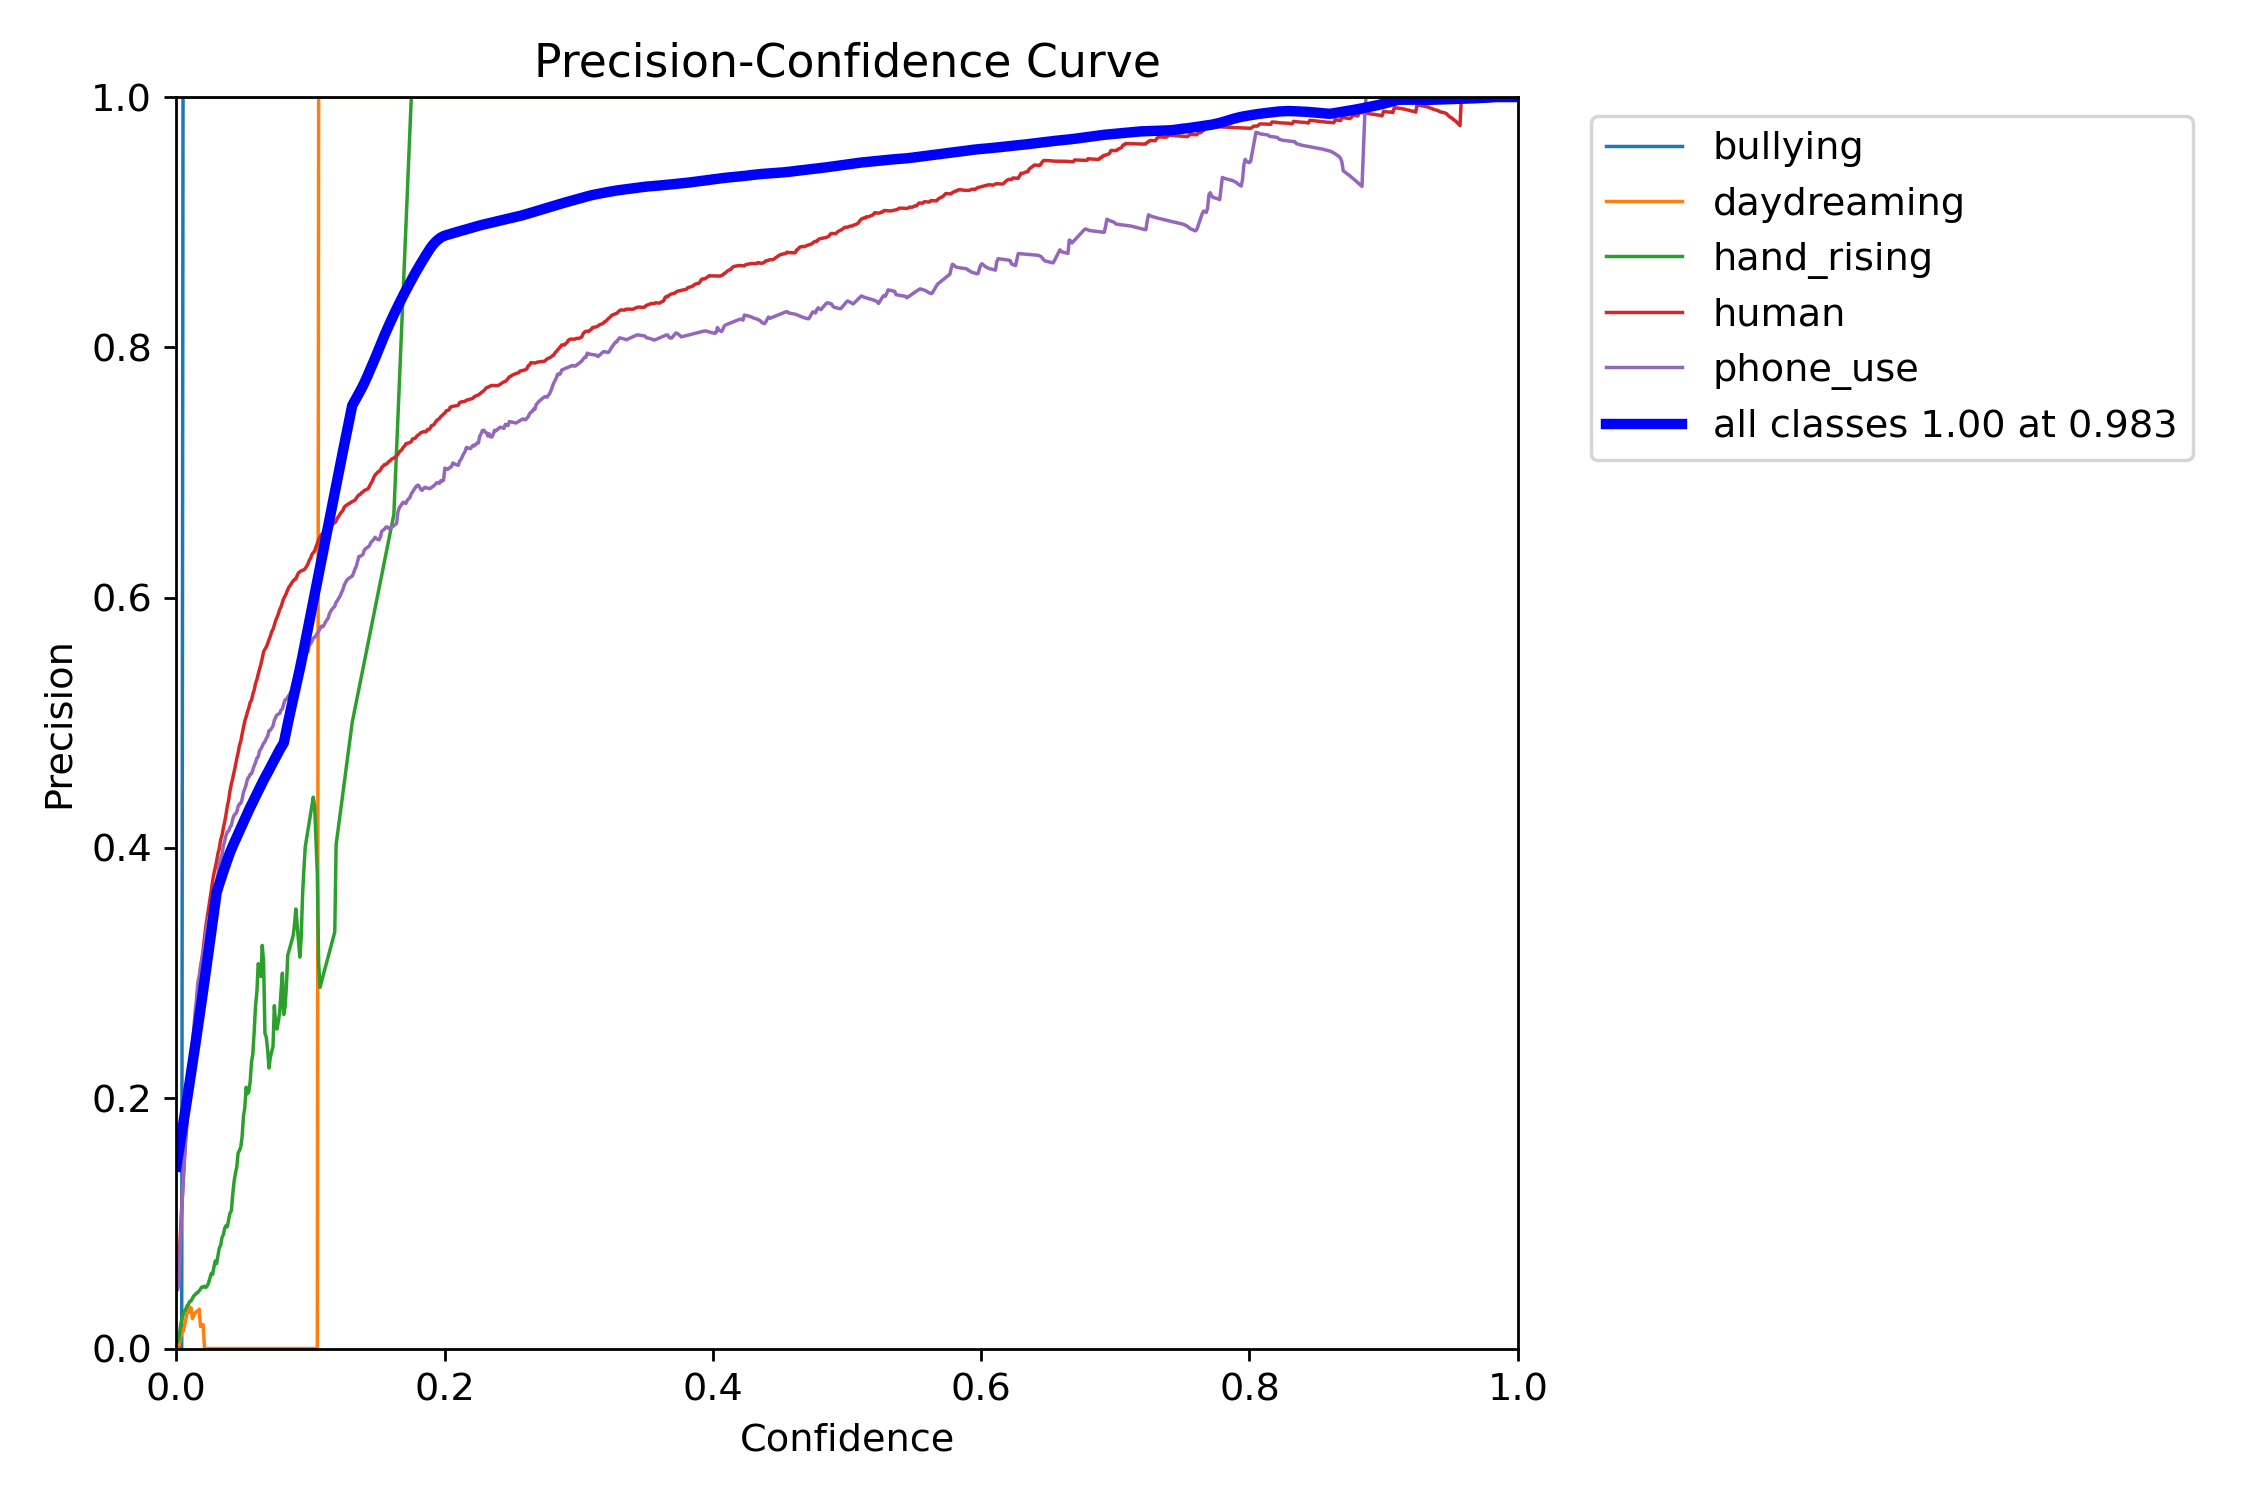 Precision-Confidence Curve
1.0
0.8
0.6
0.4
0.2
0.0
Precision
0.0 0.2 0.4 0.6 0.8 1.0
Confidence
bullying
daydreaming
hand_rising
human
phone_use
all classes 1.00 at 0.983